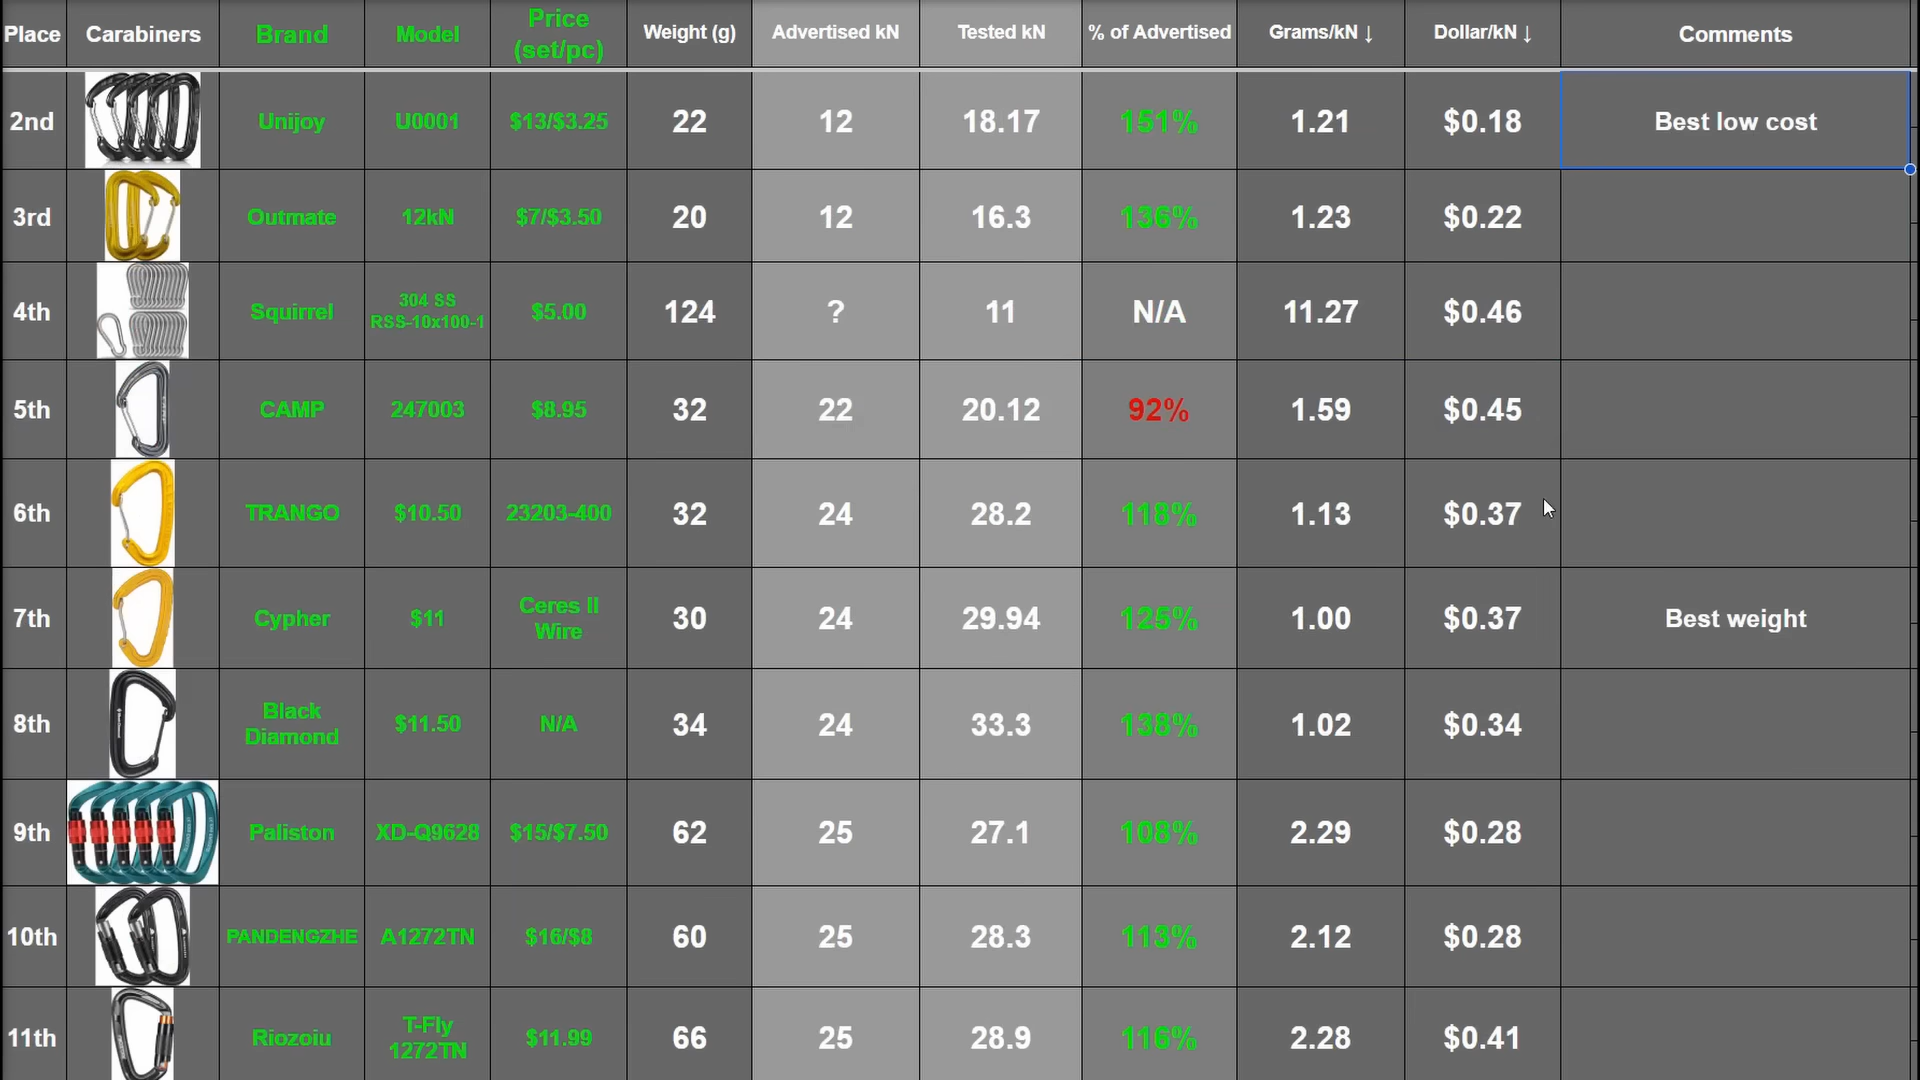 Place Carabiners Brand Model Price (set/pc) Weight (g) Advertised kN Tested kN % of Advertised Grams/kN ↓ Dollar/kN ↓ Comments
2nd Unijoy U0001 $13/$3.25 22 12 18.17 151% 1.21 $0.18 Best low cost
3rd Outmate 12kN $7/$3.50 20 12 16.3 136% 1.23 $0.22
4th Squirrel 304 SS RSS-10x100-1 $5.00 124 ? 11 N/A 11.27 $0.46
5th CAMP 247003 $8.95 32 22 20.12 92% 1.59 $0.45
6th TRANGO $10.50 23203-400 32 24 28.2 118% 1.13 $0.37
7th Cypher $11 Ceres II Wire 30 24 29.94 125% 1.00 $0.37 Best weight
8th Black Diamond $11.50 N/A 34 24 33.3 138% 1.02 $0.34
9th Paliston XD-Q9628 $15/$7.50 62 25 27.1 108% 2.29 $0.28
10th PANDENGZHE A1272TN $16/$8 60 25 28.3 113% 2.12 $0.28
11th Riozoiu T-Fly 1272TN $11.99 66 25 28.9 116% 2.28 $0.41